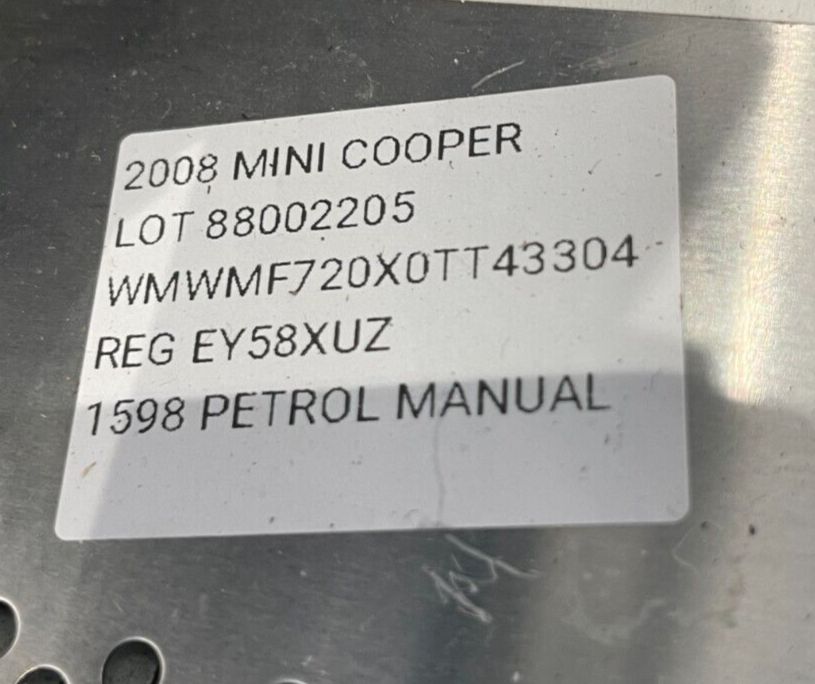 2008 MINI COOPER
LOT 88002205
WMWMF720X0TT43304
REG EY58XUZ
1598 PETROL MANUAL